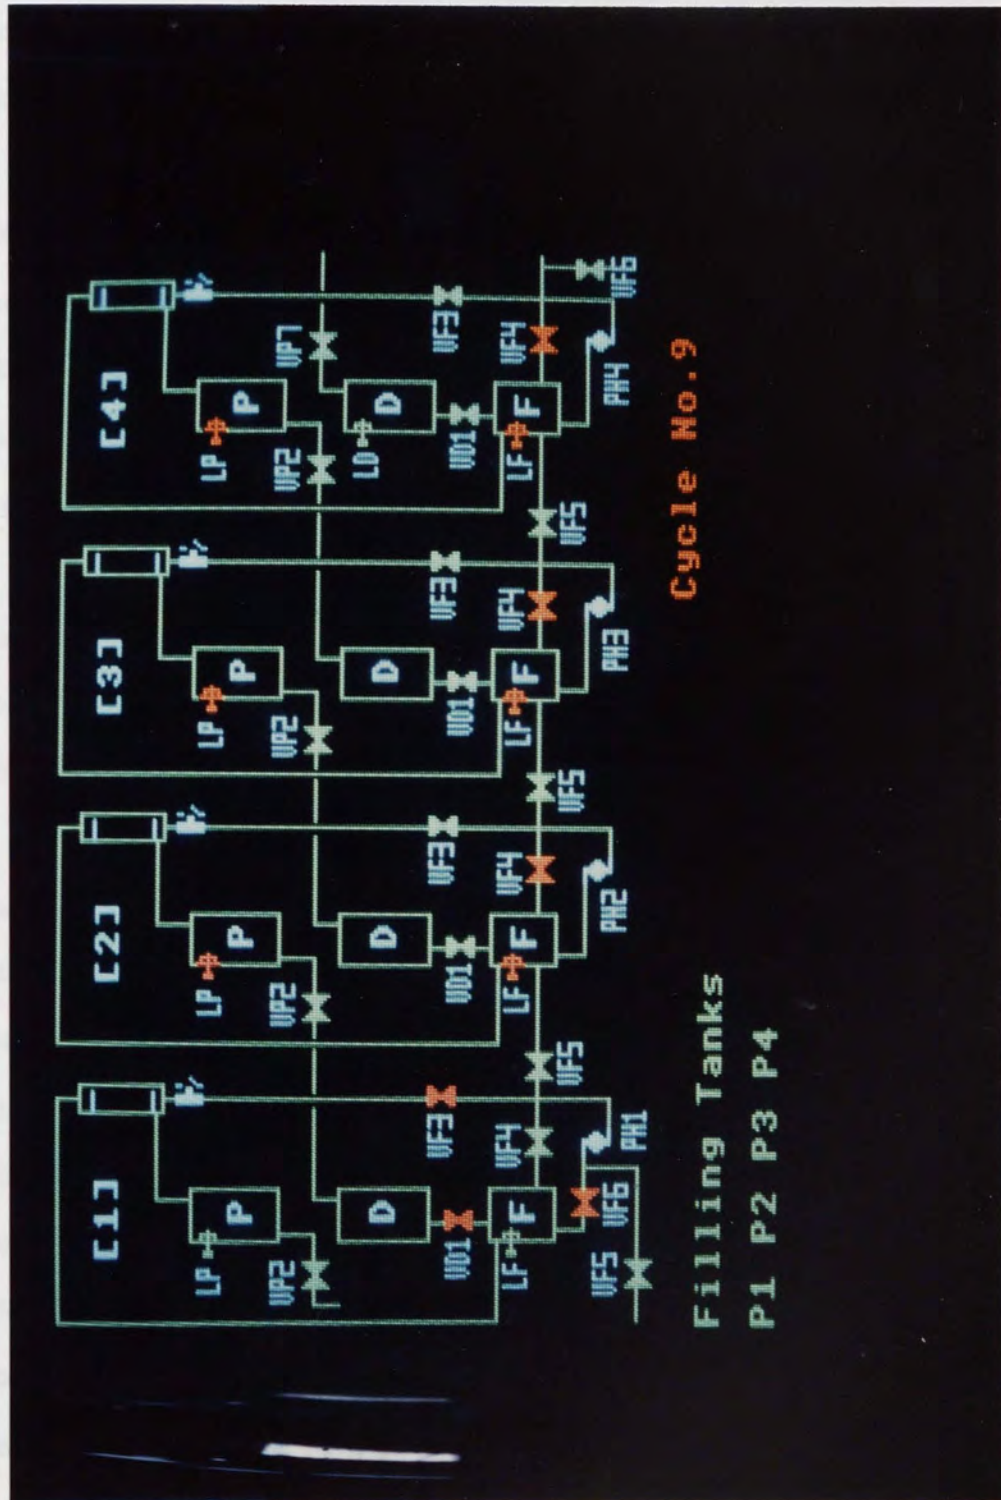 [1] [2] [3] [4]
P P P P
LP LP LP LP
VP7
VP2 VP2 VP2 VP2
D D D D
LD
VF3 VF3 VF3 VF3
VD1 VD1 VD1 VD1
VF4 VF4 VF4 VF4
F F F F
LF LF LF LF
VF5 VF5 VF5
VF5 VF6 PM1 PM2 PM3 PM4 VF6
Filling Tanks Cycle No.9
P1 P2 P3 P4